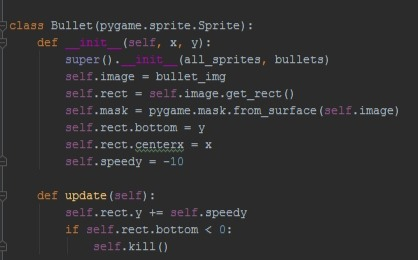 class Bullet(pygame.sprite.Sprite):
    def __init__(self, x, y):
        super().__init__(all_sprites, bullets)
        self.image = bullet_img
        self.rect = self.image.get_rect()
        self.mask = pygame.mask.from_surface(self.image)
        self.rect.bottom = y
        self.rect.centerx = x
        self.speedy = -10

    def update(self):
        self.rect.y += self.speedy
        if self.rect.bottom < 0:
            self.kill()